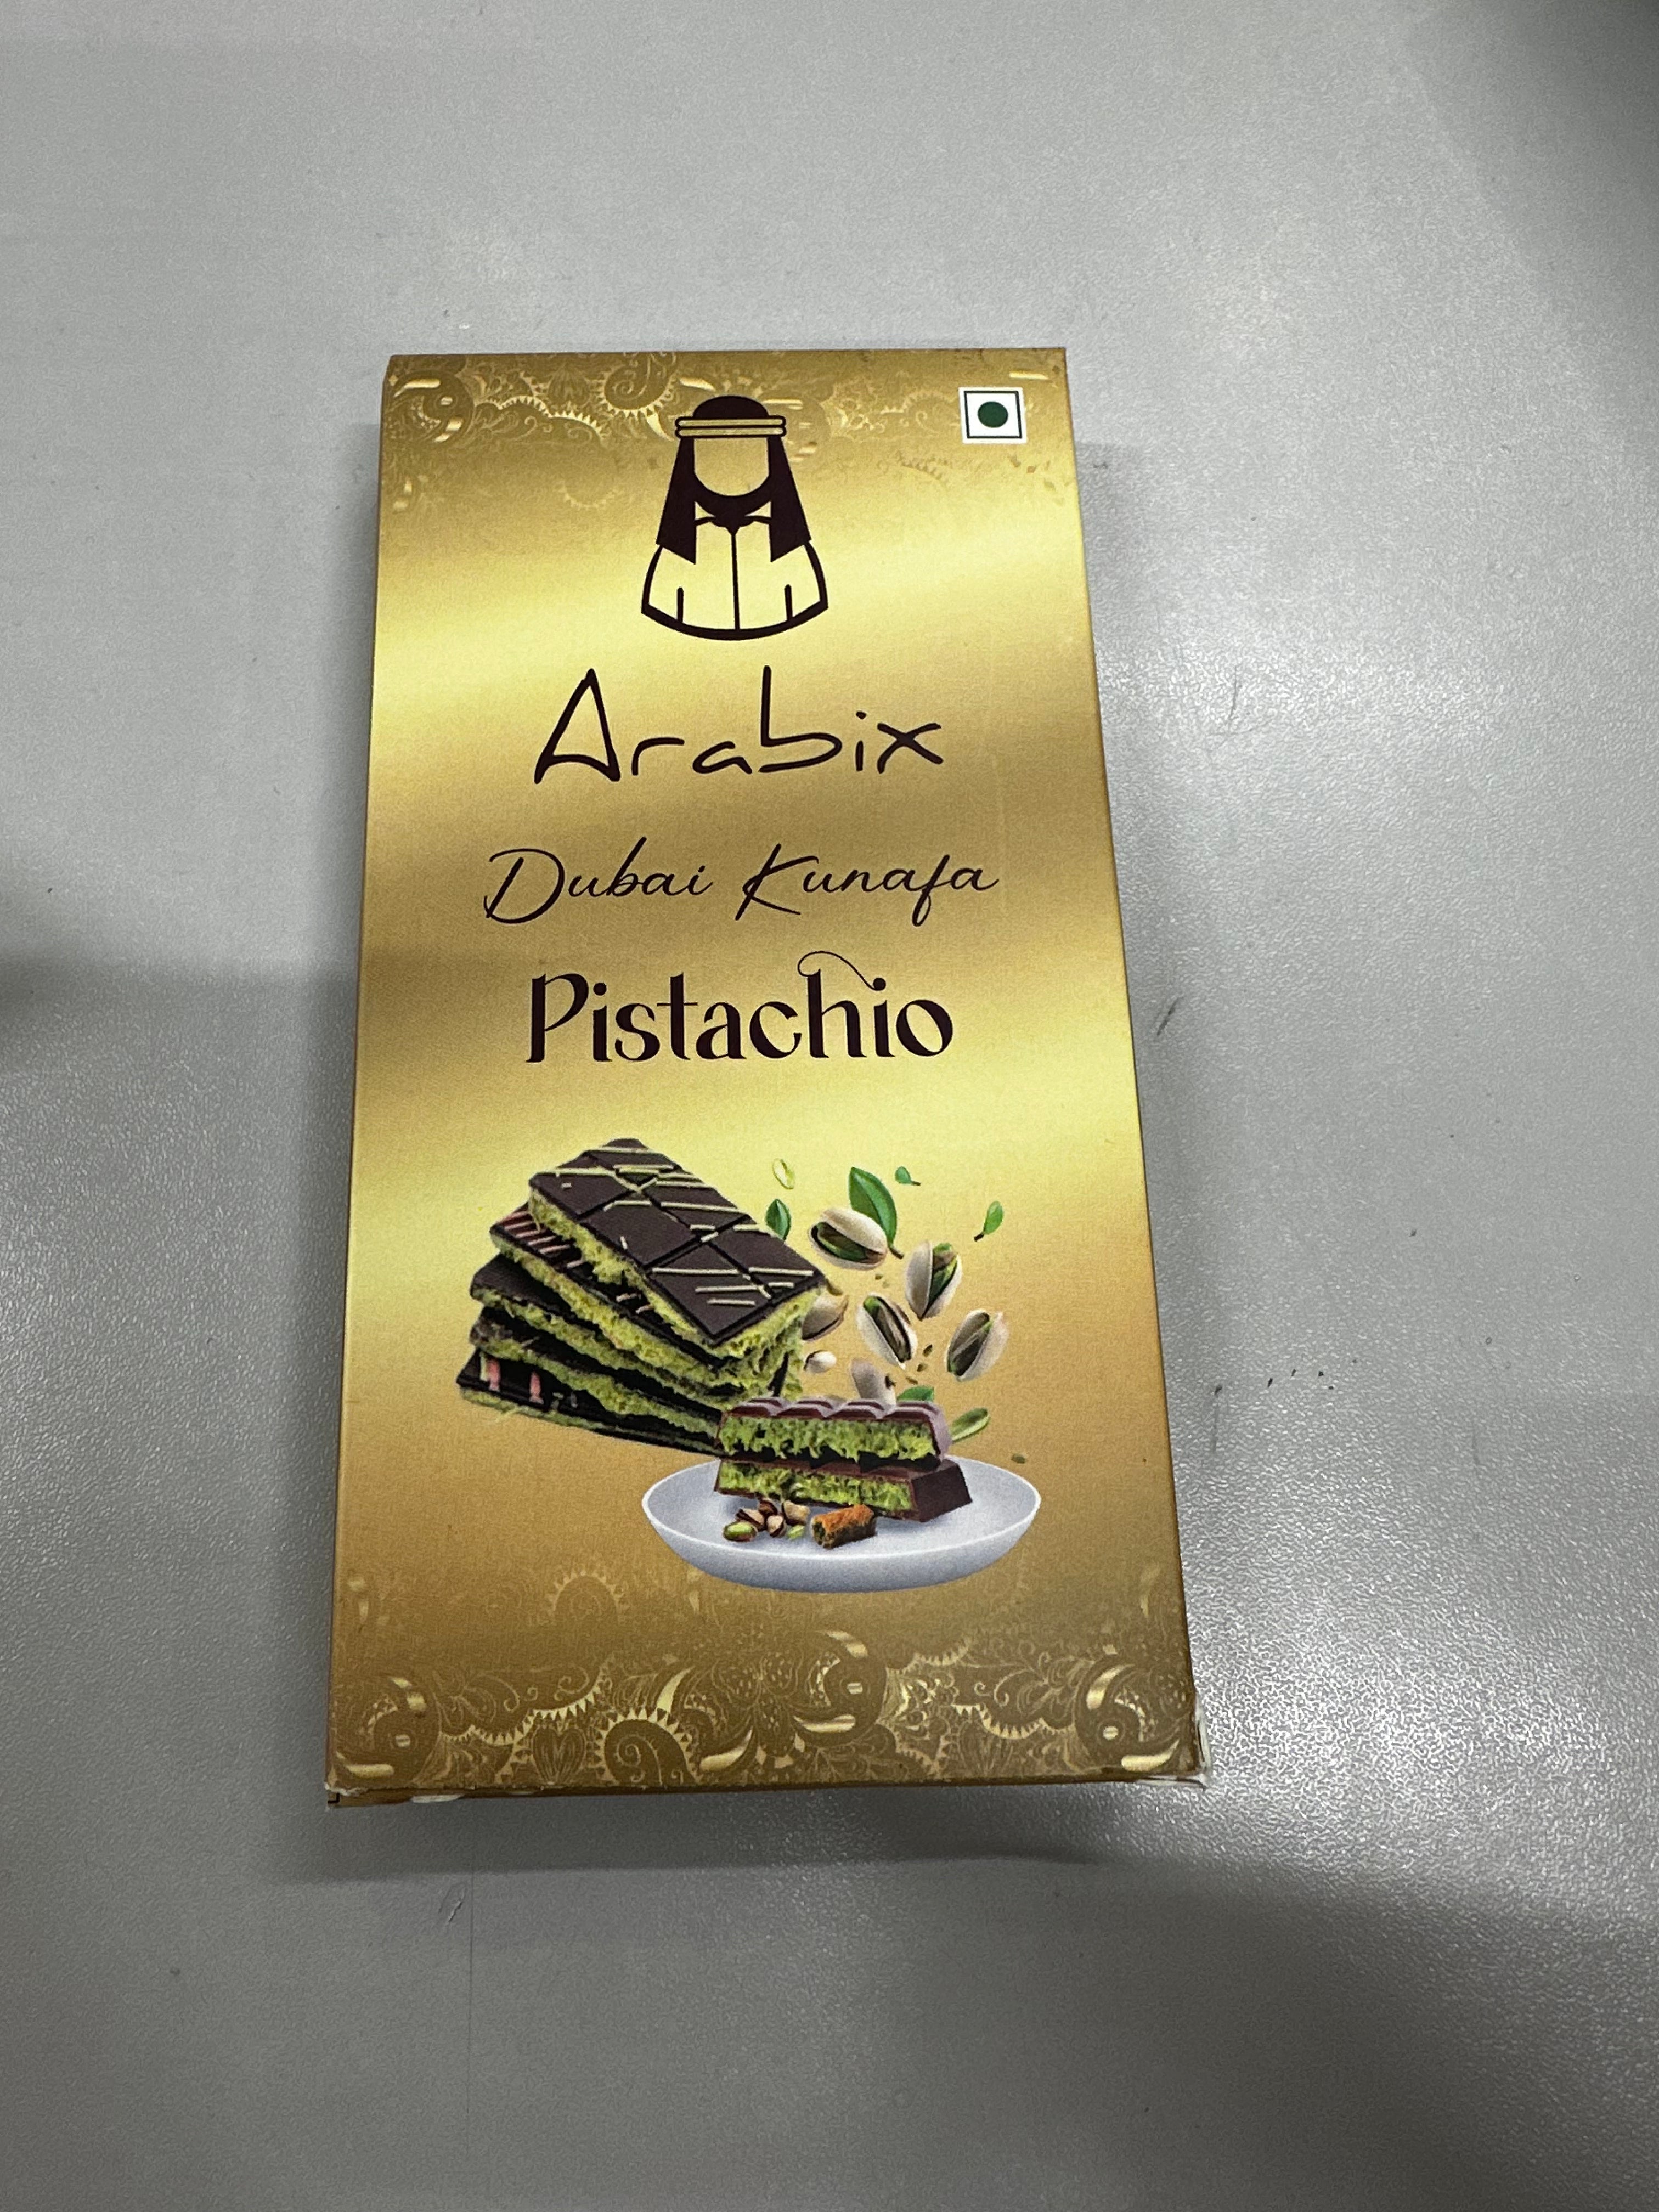 Arabix
Dubai Kunafa
Pistachio